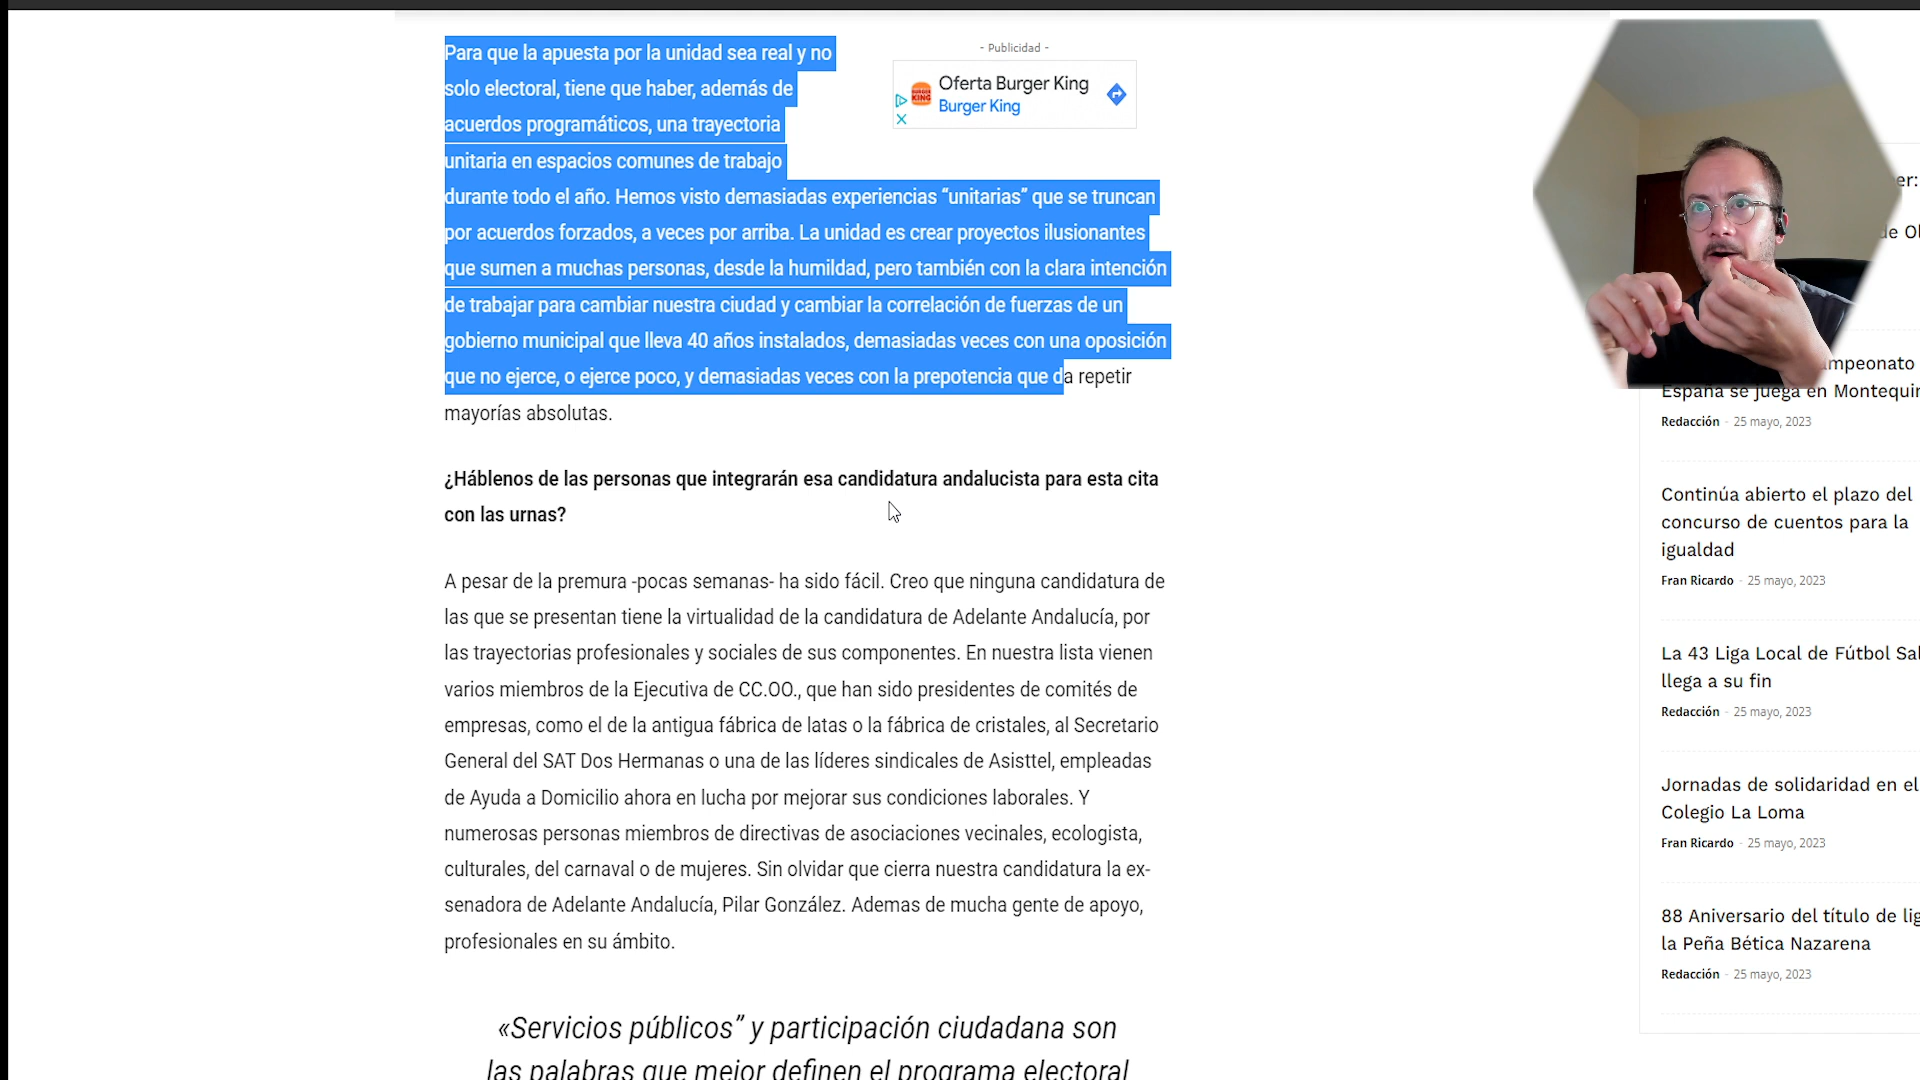 Para que la apuesta por la unidad sea real y no
solo electoral, tiene que haber, además de
acuerdos programáticos, una trayectoria
unitaria en espacios comunes de trabajo
durante todo el año. Hemos visto demasiadas experiencias “unitarias” que se truncan
por acuerdos forzados, a veces por arriba. La unidad es crear proyectos ilusionantes
que sumen a muchas personas, desde la humildad, pero también con la clara intención
de trabajar para cambiar nuestra ciudad y cambiar la correlación de fuerzas de un
gobierno municipal que lleva 40 años instalados, demasiadas veces con una oposición
que no ejerce, o ejerce poco, y demasiadas veces con la prepotencia que da repetir
mayorías absolutas.
¿Háblenos de las personas que integrarán esa candidatura andalucista para esta cita
con las urnas?
A pesar de la premura -pocas semanas- ha sido fácil. Creo que ninguna candidatura de
las que se presentan tiene la virtualidad de la candidatura de Adelante Andalucía, por
las trayectorias profesionales y sociales de sus componentes. En nuestra lista vienen
varios miembros de la Ejecutiva de CC.OO., que han sido presidentes de comités de
empresas, como el de la antigua fábrica de latas o la fábrica de cristales, al Secretario
General del SAT Dos Hermanas o una de las líderes sindicales de Asisttel, empleadas
de Ayuda a Domicilio ahora en lucha por mejorar sus condiciones laborales. Y
numerosas personas miembros de directivas de asociaciones vecinales, ecologista,
culturales, del carnaval o de mujeres. Sin olvidar que cierra nuestra candidatura la ex-
senadora de Adelante Andalucía, Pilar González. Ademas de mucha gente de apoyo,
profesionales en su ámbito.
«Servicios públicos” y participación ciudadana son
las palabras que mejor definen el programa electoral
- Publicidad -
Oferta Burger King
BURGER KING
Burger King
er:
de Ol
mpeonato
España se juega en Montequin
Redacción - 25 mayo, 2023
Continúa abierto el plazo del
concurso de cuentos para la
igualdad
Fran Ricardo - 25 mayo, 2023
La 43 Liga Local de Fútbol Sal
llega a su fin
Redacción - 25 mayo, 2023
Jornadas de solidaridad en el
Colegio La Loma
Fran Ricardo - 25 mayo, 2023
88 Aniversario del título de lig
la Peña Bética Nazarena
Redacción - 25 mayo, 2023